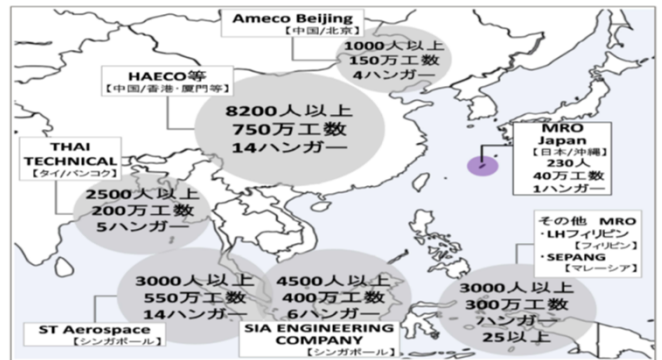 Ameco Beijing
【中国/北京】
1000人以上
150万工数
4ハンガー
HAECO等
【中国/香港・廈門等】
8200人以上
750万工数
14ハンガー
THAI
TECHNICAL
【タイ/バンコク】
2500人以上
200万工数
5ハンガー
MRO
Japan
【日本/沖縄】
230人
40万工数
1ハンガー
その他 MRO
・LHフィリピン
【フィリピン】
・SEPANG
【マレーシア】
3000人以上
300万工数
ハンガー
25以上
3000人以上
550万工数
14ハンガー
ST Aerospace
【シンガポール】
4500人以上
400万工数
6ハンガー
SIA ENGINEERING
COMPANY
【シンガポール】